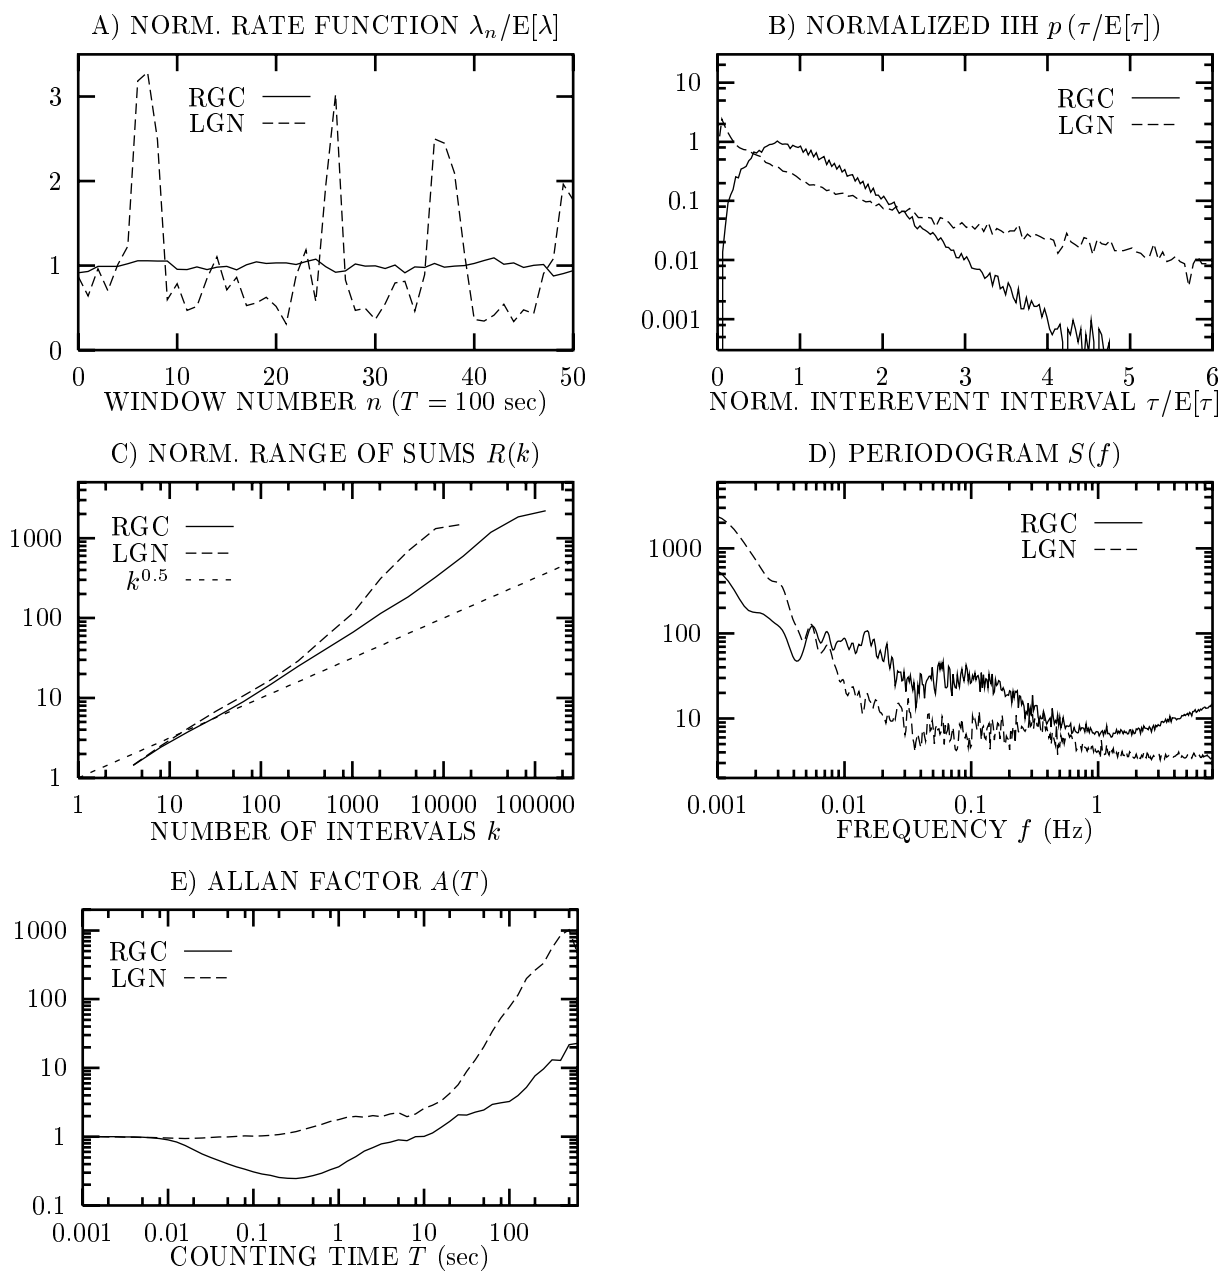 A) NORM. RATE FUNCTION λn/E[λ]
3
2
1
0
RGC
LGN
0 10 20 30 40 50
WINDOW NUMBER n (T = 100 sec)
B) NORMALIZED IIH p (τ/E[τ])
10
1
0.1
0.01
0.001
RGC
LGN
0 1 2 3 4 5 6
NORM. INTEREVENT INTERVAL τ/E[τ]
C) NORM. RANGE OF SUMS R(k)
1000
100
10
1
RGC
LGN
k^0.5
1 10 100 1000 10000 100000
NUMBER OF INTERVALS k
D) PERIODOGRAM S(f)
1000
100
10
RGC
LGN
0.001 0.01 0.1 1
FREQUENCY f (Hz)
E) ALLAN FACTOR A(T)
1000
100
10
1
0.1
RGC
LGN
0.001 0.01 0.1 1 10 100
COUNTING TIME T (sec)